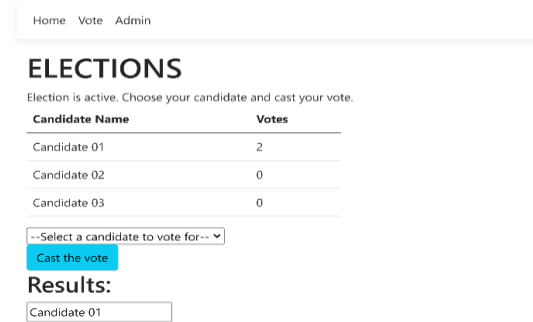 Home Vote Admin
ELECTIONS
Election is active. Choose your candidate and cast your vote.
Candidate Name Votes
Candidate 01 2
Candidate 02 0
Candidate 03 0
--Select a candidate to vote for--
Cast the vote
Results:
Candidate 01